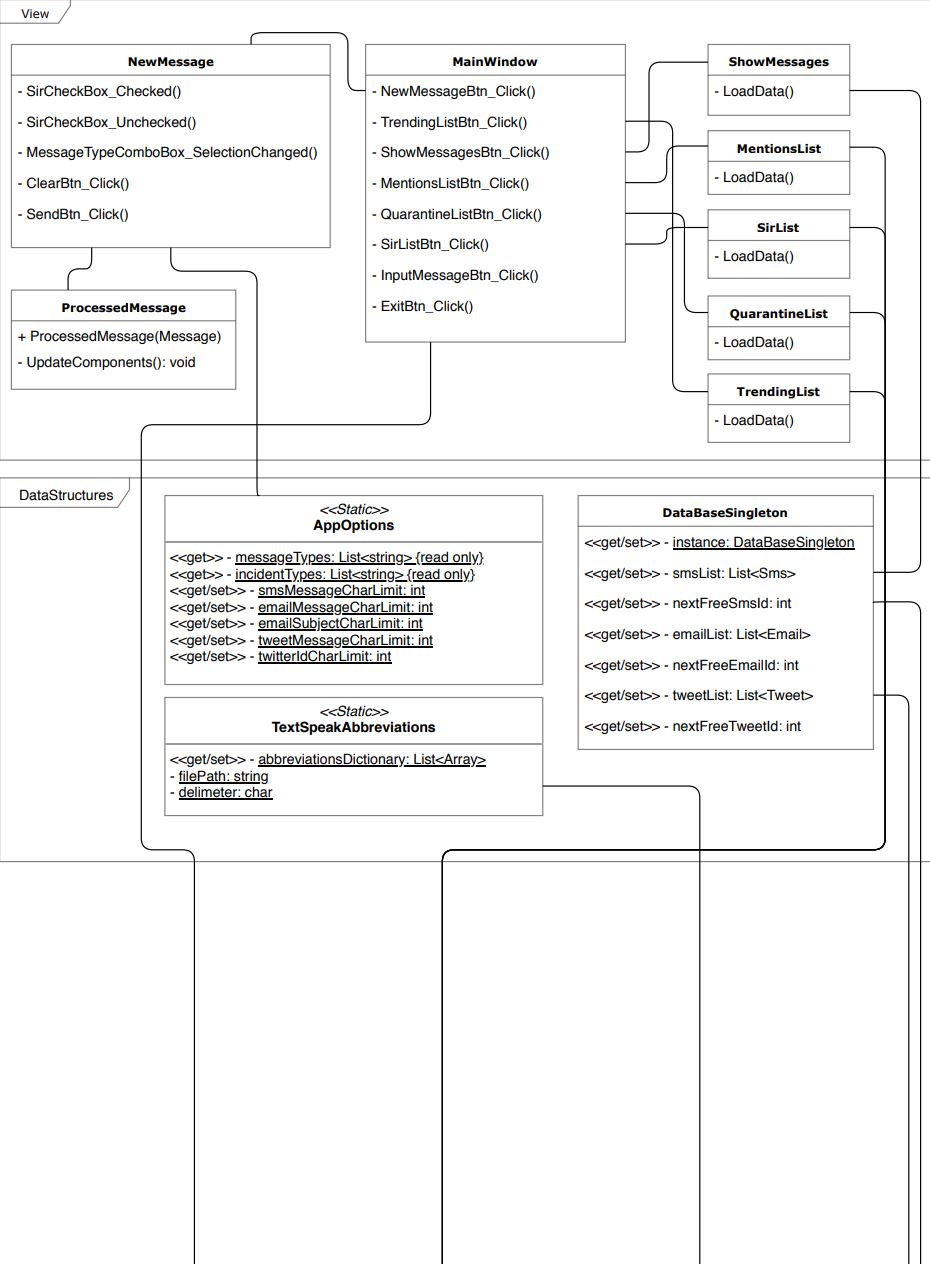 View
NewMessage
- SirCheckBox_Checked()
- SirCheckBox_Unchecked()
- MessageTypeComboBox_SelectionChanged()
- ClearBtn_Click()
- SendBtn_Click()
ProcessedMessage
+ ProcessedMessage(Message)
- UpdateComponents(): void
MainWindow
- NewMessageBtn_Click()
- TrendingListBtn_Click()
- ShowMessagesBtn_Click()
- MentionsListBtn_Click()
- QuarantineListBtn_Click()
- SirListBtn_Click()
- InputMessageBtn_Click()
- ExitBtn_Click()
ShowMessages
- LoadData()
MentionsList
- LoadData()
SirList
- LoadData()
QuarantineList
- LoadData()
TrendingList
- LoadData()
DataStructures
<<Static>>
AppOptions
<<get>> - messageTypes: List<string> {read only}
<<get>> - incidentTypes: List<string> {read only}
<<get/set>> - smsMessageCharLimit: int
<<get/set>> - emailMessageCharLimit: int
<<get/set>> - emailSubjectCharLimit: int
<<get/set>> - tweetMessageCharLimit: int
<<get/set>> - twitterIdCharLimit: int
<<Static>>
TextSpeakAbbreviations
<<get/set>> - abbreviationsDictionary: List<Array>
- filePath: string
- delimeter: char
DataBaseSingleton
<<get/set>> - instance: DataBaseSingleton
<<get/set>> - smsList: List<Sms>
<<get/set>> - nextFreeSmsId: int
<<get/set>> - emailList: List<Email>
<<get/set>> - nextFreeEmailId: int
<<get/set>> - tweetList: List<Tweet>
<<get/set>> - nextFreeTweetId: int